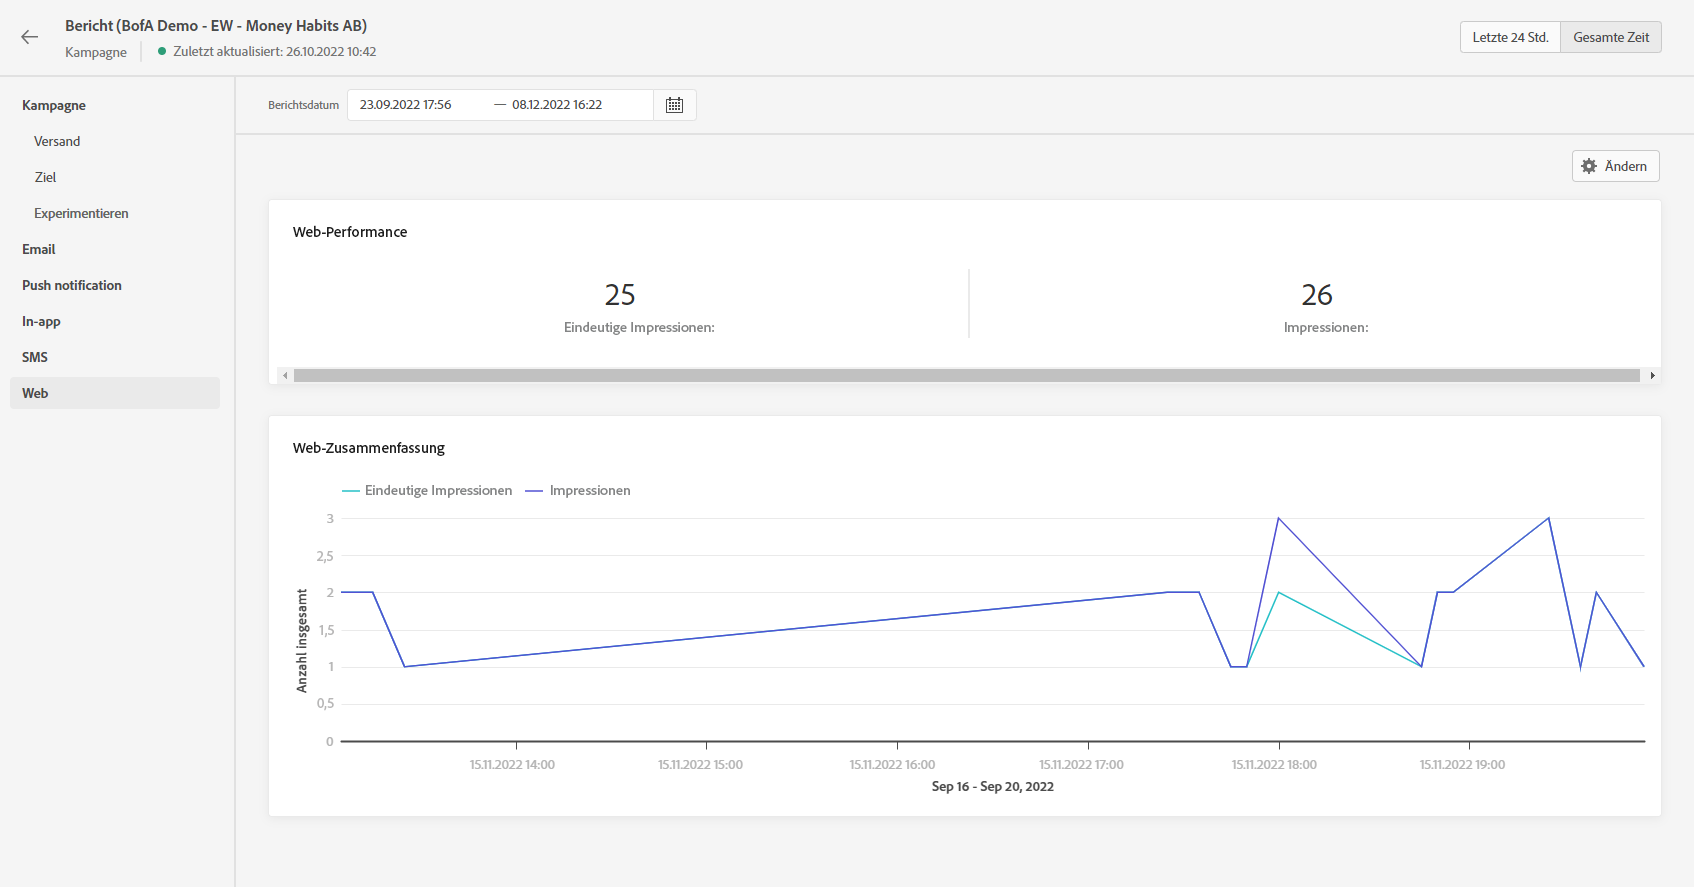 Bericht (BofA Demo - EW - Money Habits AB)
Kampagne
Zuletzt aktualisiert: 26.10.2022 10:42
Letzte 24 Std.
Gesamte Zeit
Kampagne
Versand
Ziel
Experimentieren
Email
Push notification
In-app
SMS
Web
Berichtsdatum
23.09.2022 17:56 — 08.12.2022 16:22
Ändern
Web-Performance
25
Eindeutige Impressionen:
26
Impressionen:
Web-Zusammenfassung
Eindeutige Impressionen
Impressionen
Anzahl insgesamt
3
2,5
2
1,5
1
0,5
0
15.11.2022 14:00
15.11.2022 15:00
15.11.2022 16:00
15.11.2022 17:00
15.11.2022 18:00
15.11.2022 19:00
Sep 16 - Sep 20, 2022